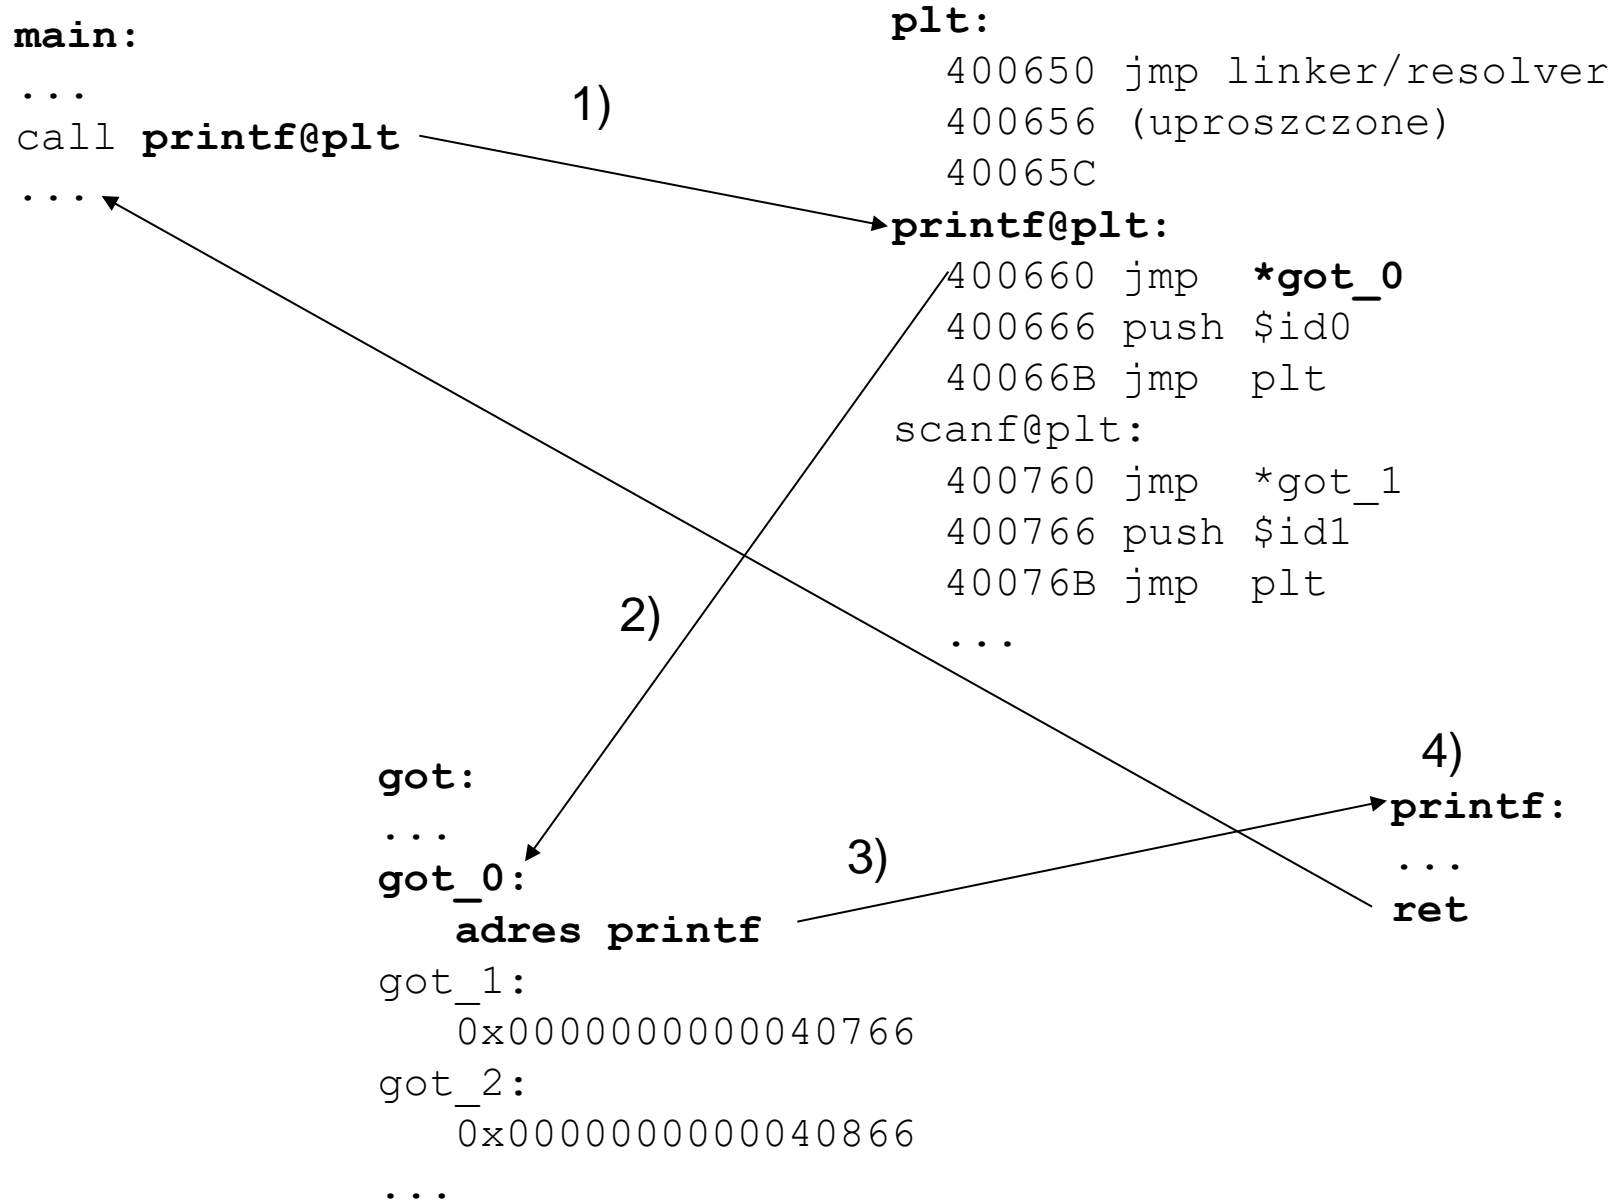 main:
...
call printf@plt
...
1)
plt:
400650 jmp linker/resolver
400656 (uproszczone)
40065C
printf@plt:
400660 jmp *got_0
400666 push $id0
40066B jmp plt
scanf@plt:
400760 jmp *got_1
400766 push $id1
40076B jmp plt
...
2)
got:
...
got_0:
adres printf
got_1:
0x0000000000040766
got_2:
0x0000000000040866
...
3)
4)
printf:
...
ret